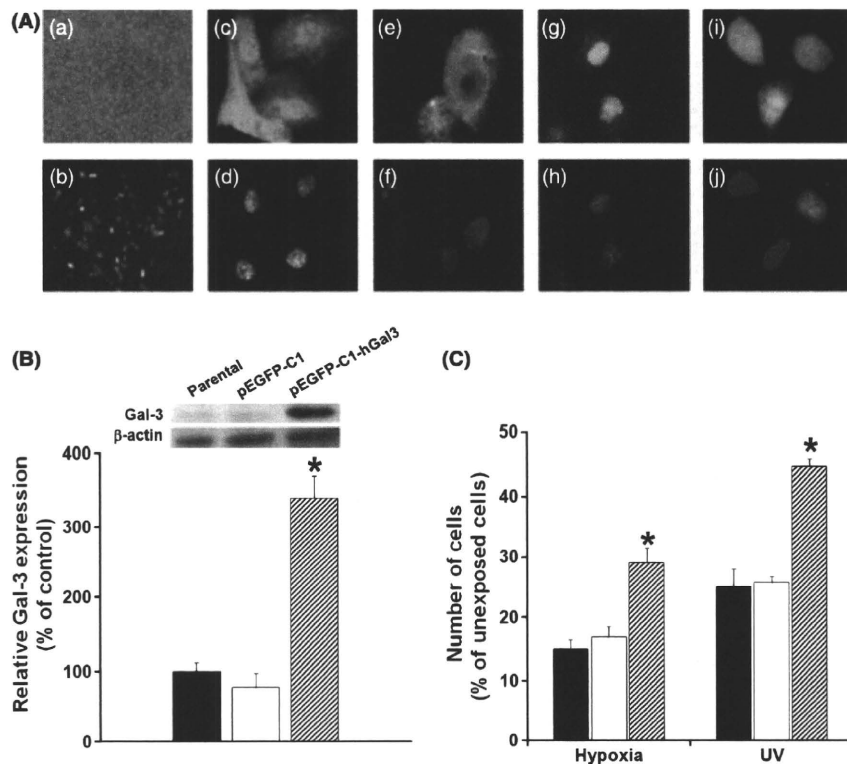 (A)
(a) (c) (e) (g) (i)
(b) (d) (f) (h) (j)
(B)
Parental pEGFP-C1 pEGFP-C1-hGal3
Gal-3
β-actin
Relative Gal-3 expression
(% of control)
400
*
300
200
100
0
(C)
Number of cells
(% of unexposed cells)
50
*
40
30
*
20
10
0
Hypoxia UV